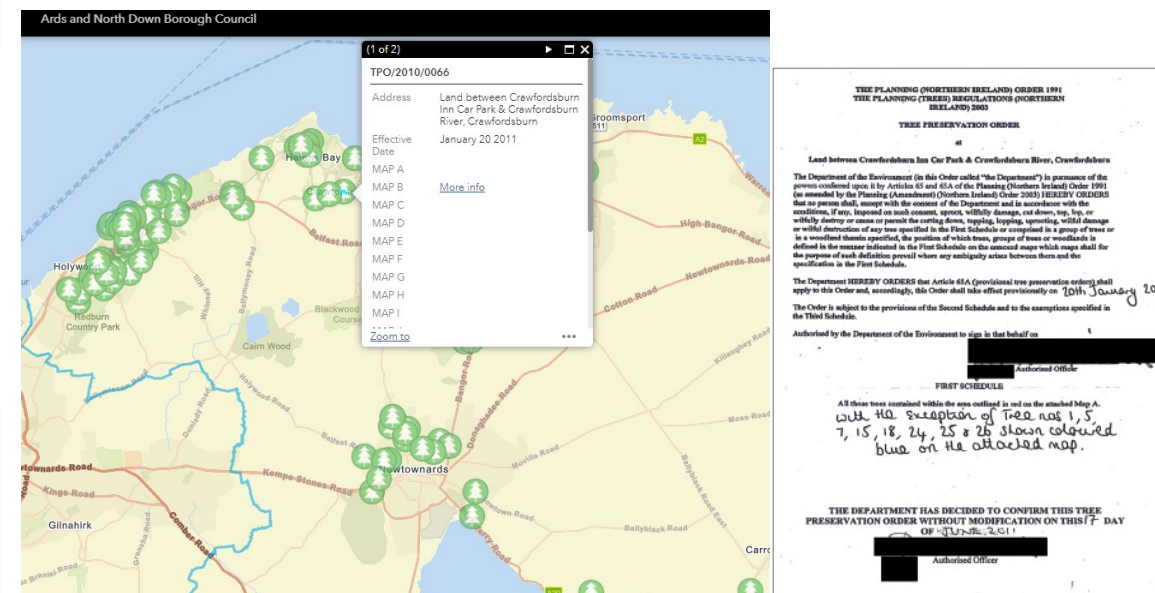 Ards and North Down Borough Council
(1 of 2)
TPO/2010/0066
Address
Land between Crawfordsburn
Inn Car Park & Crawfordsburn
River, Crawfordsburn
Effective
Date
January 20 2011
MAP A
MAP B
More info
MAP C
MAP D
MAP E
MAP F
MAP G
MAP H
MAP I
Zoom to
Groomsport
A2
Helens Bay
Bangor Road
Belfast Road
High-Bangor-Road
Newtownards-Road
Holywood
Whinney Hill
Ballymoney Road
Cotton-Road
Redburn
Country Park
Blackwood
Course
Cairn Wood
Killaughey Road
Ballymiscaw Road
Dunlady Road
Holywood Road
Bangor Road
Donaghadee-Road
Moss-Road
Belfast-R
Movilla Road
Newtownards
Newtownards-Road
Kempe-Stones-Road
Kings-Road
Gilnahirk
Comber-Road
Gransha-Road
Ballyblack Road East
Ballyblack Road
Carro
THE PLANNING (NORTHERN IRELAND) ORDER 1991
THE PLANNING (TREES) REGULATIONS (NORTHERN
IRELAND) 2003
TREE PRESERVATION ORDER
at
Land between Crawfordsburn Inn Car Park & Crawfordsburn River, Crawfordsburn
The Department of the Environment (in this Order called "the Department") in pursuance of the
powers conferred upon it by Articles 65 and 65A of the Planning (Northern Ireland) Order 1991
(as amended by the Planning (Amendment) (Northern Ireland) Order 2003) HEREBY ORDERS
that no person shall, except with the consent of the Department and in accordance with the
conditions, if any, imposed on such consent, uproot, wilfully damage, cut down, top, lop, or
wilfully destroy or cause or permit the cutting down, topping, lopping, uprooting, wilful damage
or wilful destruction of any tree specified in the First Schedule or comprised in a group of trees or
in a woodland therein specified, the position of which trees, groups of trees or woodlands is
defined in the manner indicated in the First Schedule on the annexed maps which maps shall for
the purpose of such definition prevail where any ambiguity arises between them and the
specification in the First Schedule.
The Department HEREBY ORDERS that Article 65A (provisional tree preservation orders) shall
apply to this Order and, accordingly, this Order shall take effect provisionally on 20th January 20
The Order is subject to the provisions of the Second Schedule and to the exemptions specified in
the Third Schedule.
Authorised by the Department of the Environment to sign in that behalf on
Authorised Officer
FIRST SCHEDULE
All those trees contained within the area outlined in red on the attached Map A.
with the exception of Tree nos 1, 5,
7, 15, 18, 24, 25 & 26 shown coloured
blue on the attached map.
THE DEPARTMENT HAS DECIDED TO CONFIRM THIS TREE
PRESERVATION ORDER WITHOUT MODIFICATION ON THIS 17 DAY
OF JUNE 2011
Authorised Officer